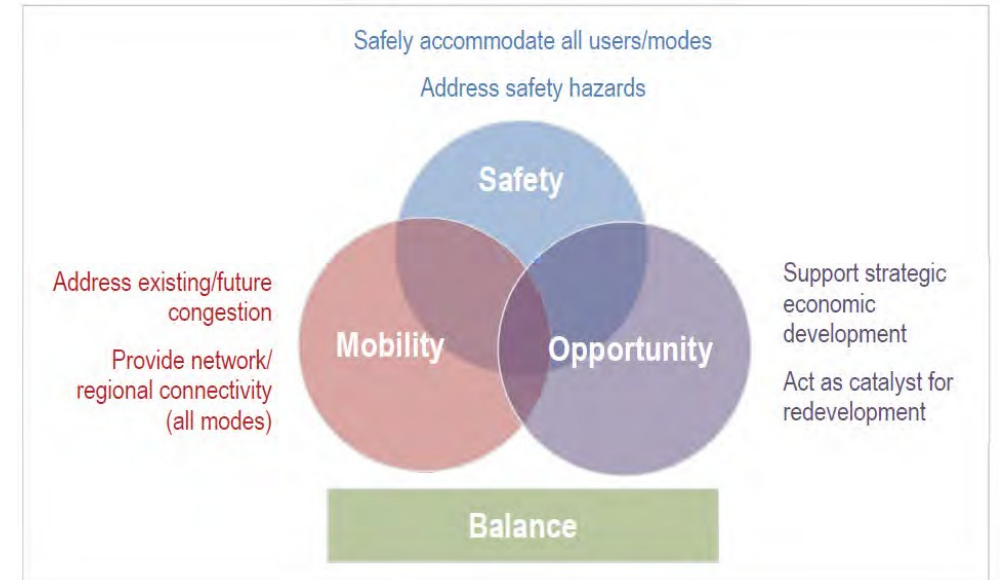 Safely accommodate all users/modes
Address safety hazards
Safety
Address existing/future
congestion
Provide network/
regional connectivity
(all modes)
Mobility
Opportunity
Support strategic
economic
development
Act as catalyst for
redevelopment
Balance